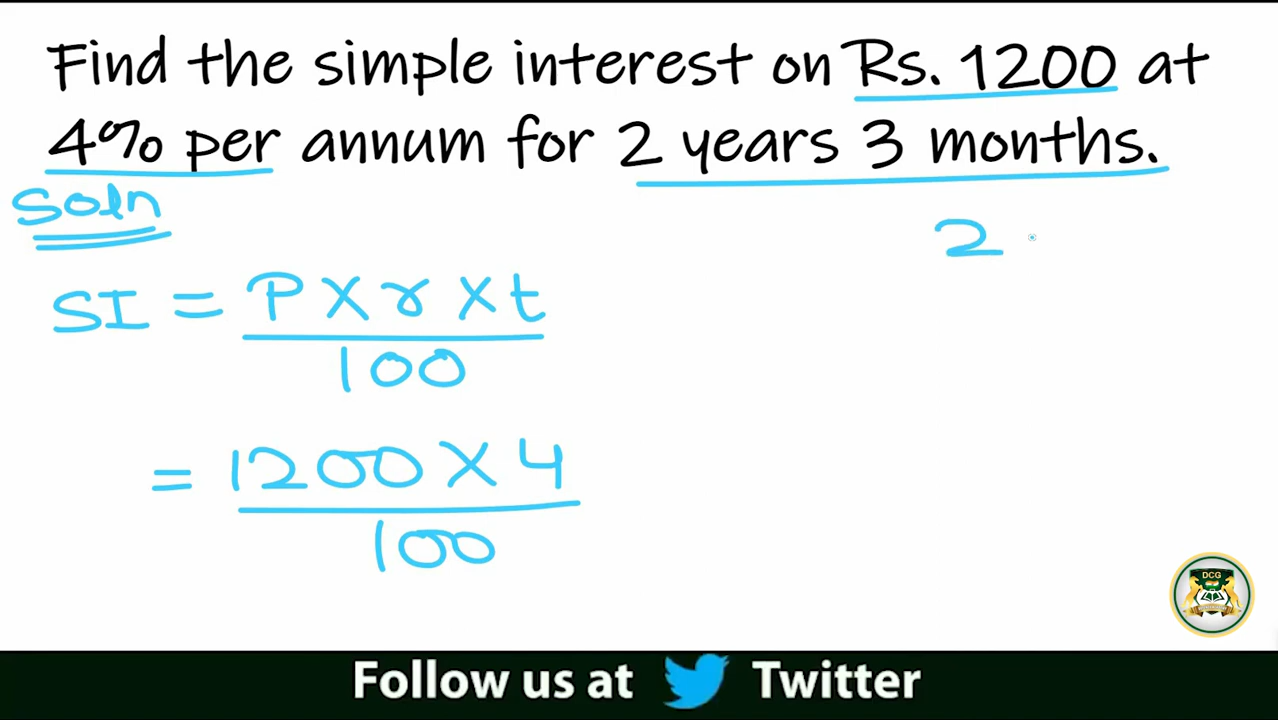 Find the simple interest on Rs. 1200 at
4% per annum for 2 years 3 months.
Soln
2
SI = P X r X t
100
= 1200 X 4
100
DCG
Follow us at Twitter